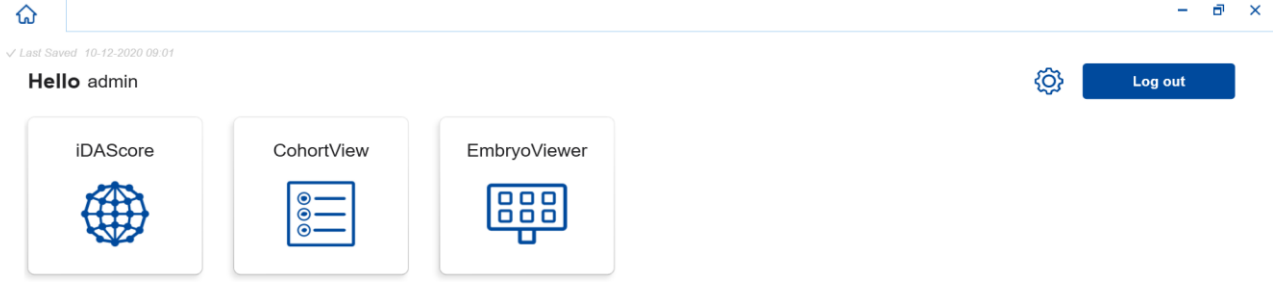 Last Saved 10-12-2020 09:01
Hello admin
Log out
iDAScore
CohortView
EmbryoViewer